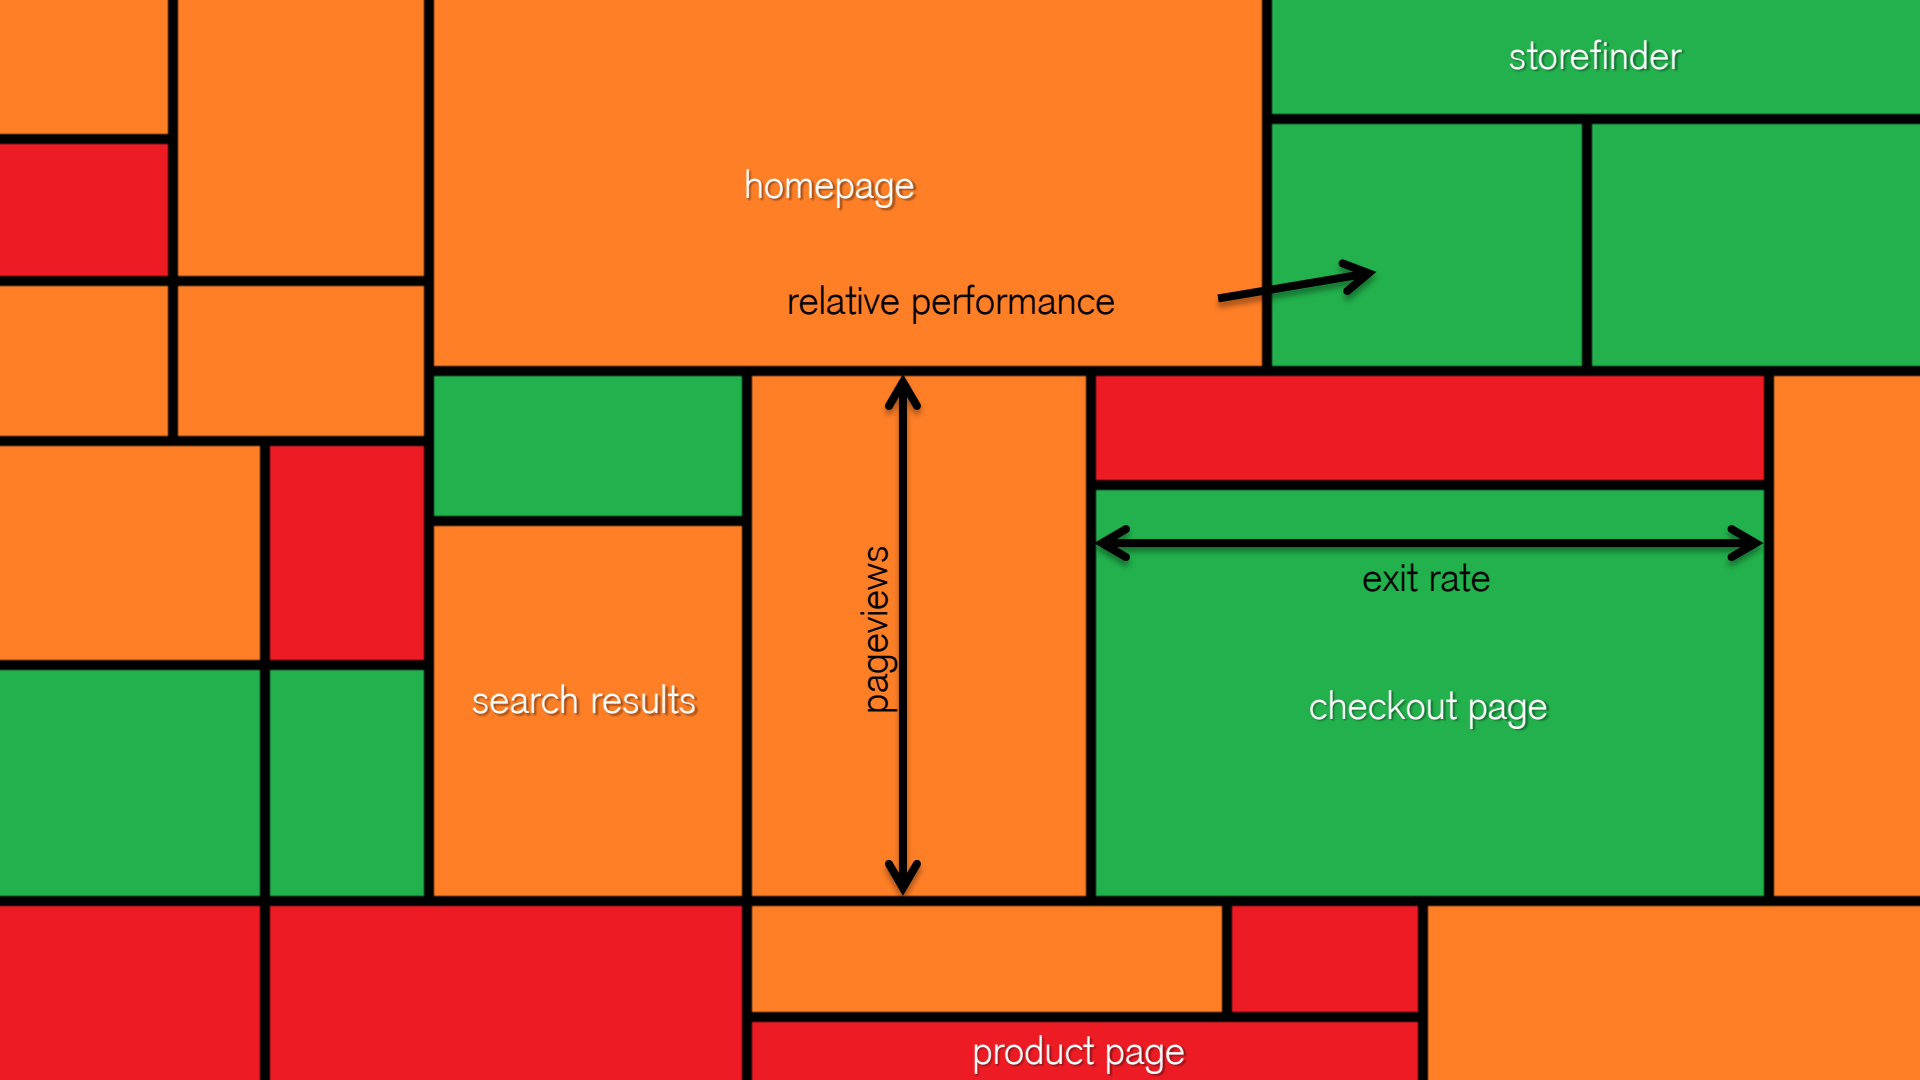 storefinder
homepage
relative performance
pageviews
exit rate
search results
checkout page
product page